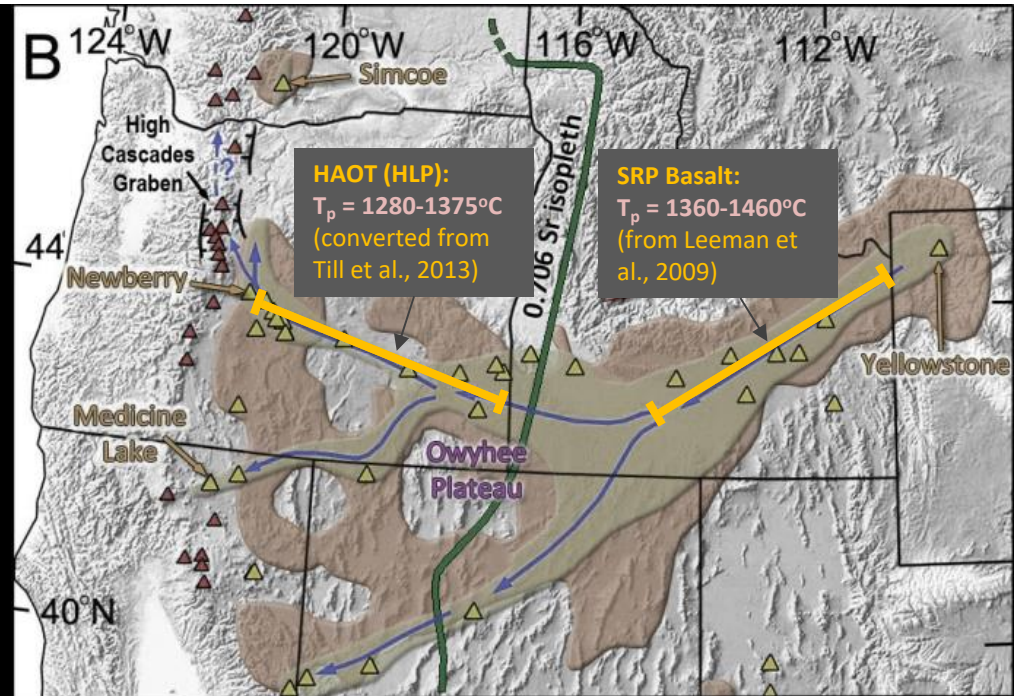 B
124°W
120°W
116°W
112°W
Simcoe
High
Cascades
Graben
?
HAOT (HLP):
Tp = 1280-1375°C
(converted from
Till et al., 2013)
0.706 Sr isopleth
SRP Basalt:
Tp = 1360-1460°C
(from Leeman et
al., 2009)
44°
Newberry
Yellowstone
Medicine
Lake
Owyhee
Plateau
40°N